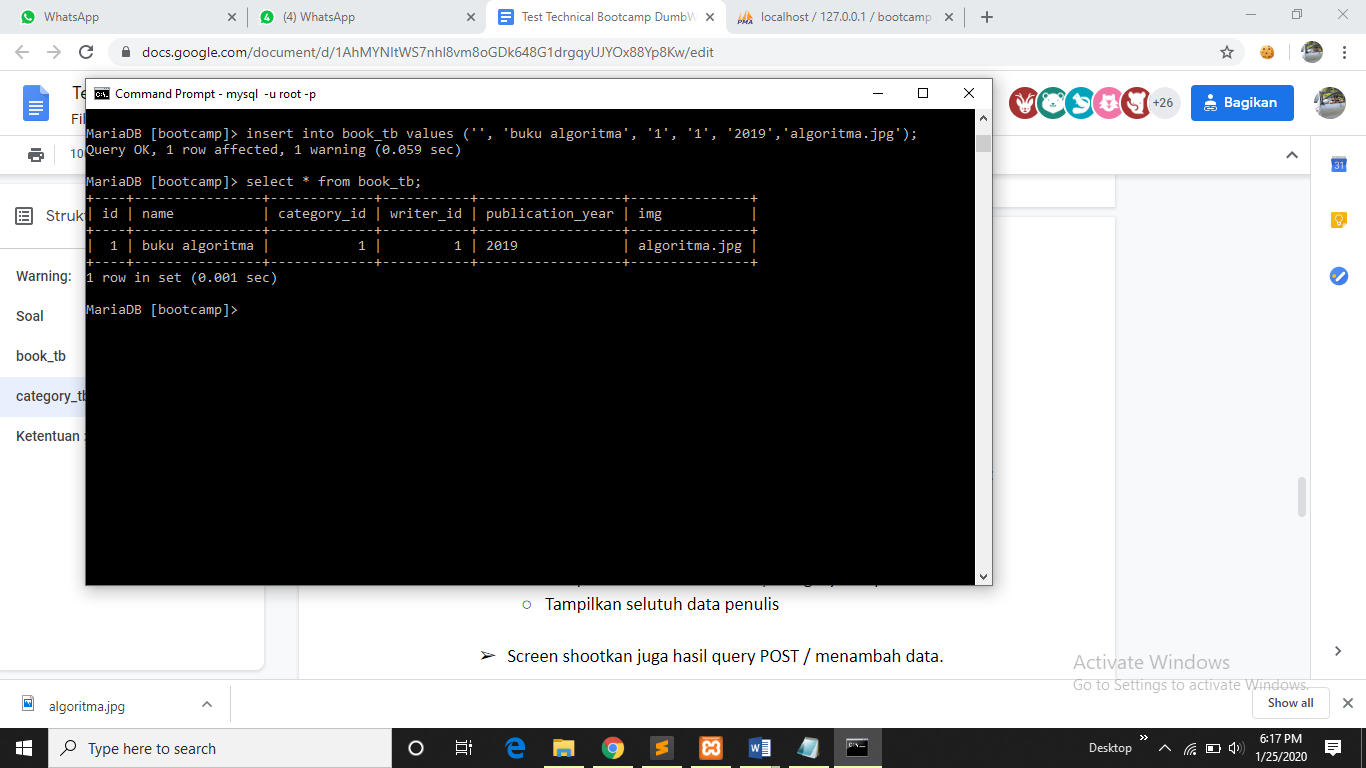 WhatsApp
(4) WhatsApp
Test Technical Bootcamp DumbW
localhost / 127.0.0.1 / bootcamp
docs.google.com/document/d/1AhMYNItWS7nhl8vm8oGDk648G1drgqyUJYOx88Yp8Kw/edit
Te
Fil
+26
Bagikan
10
Command Prompt - mysql -u root -p
MariaDB [bootcamp]> insert into book_tb values ('', 'buku algoritma', '1', '1', '2019','algoritma.jpg');
Query OK, 1 row affected, 1 warning (0.059 sec)
MariaDB [bootcamp]> select * from book_tb;
+----+----------------+-------------+-----------+------------------+---------------+
| id | name           | category_id | writer_id | publication_year | img           |
+----+----------------+-------------+-----------+------------------+---------------+
|  1 | buku algoritma |           1 |         1 | 2019             | algoritma.jpg |
+----+----------------+-------------+-----------+------------------+---------------+
1 row in set (0.001 sec)
MariaDB [bootcamp]>
Struk
Warning:
Soal
book_tb
category_tb
Ketentuan :
31
○ Tampilkan selutuh data penulis
➢ Screen shootkan juga hasil query POST / menambah data.
Activate Windows
Go to Settings to activate Windows.
algoritma.jpg
Show all
Type here to search
Desktop
6:17 PM
1/25/2020